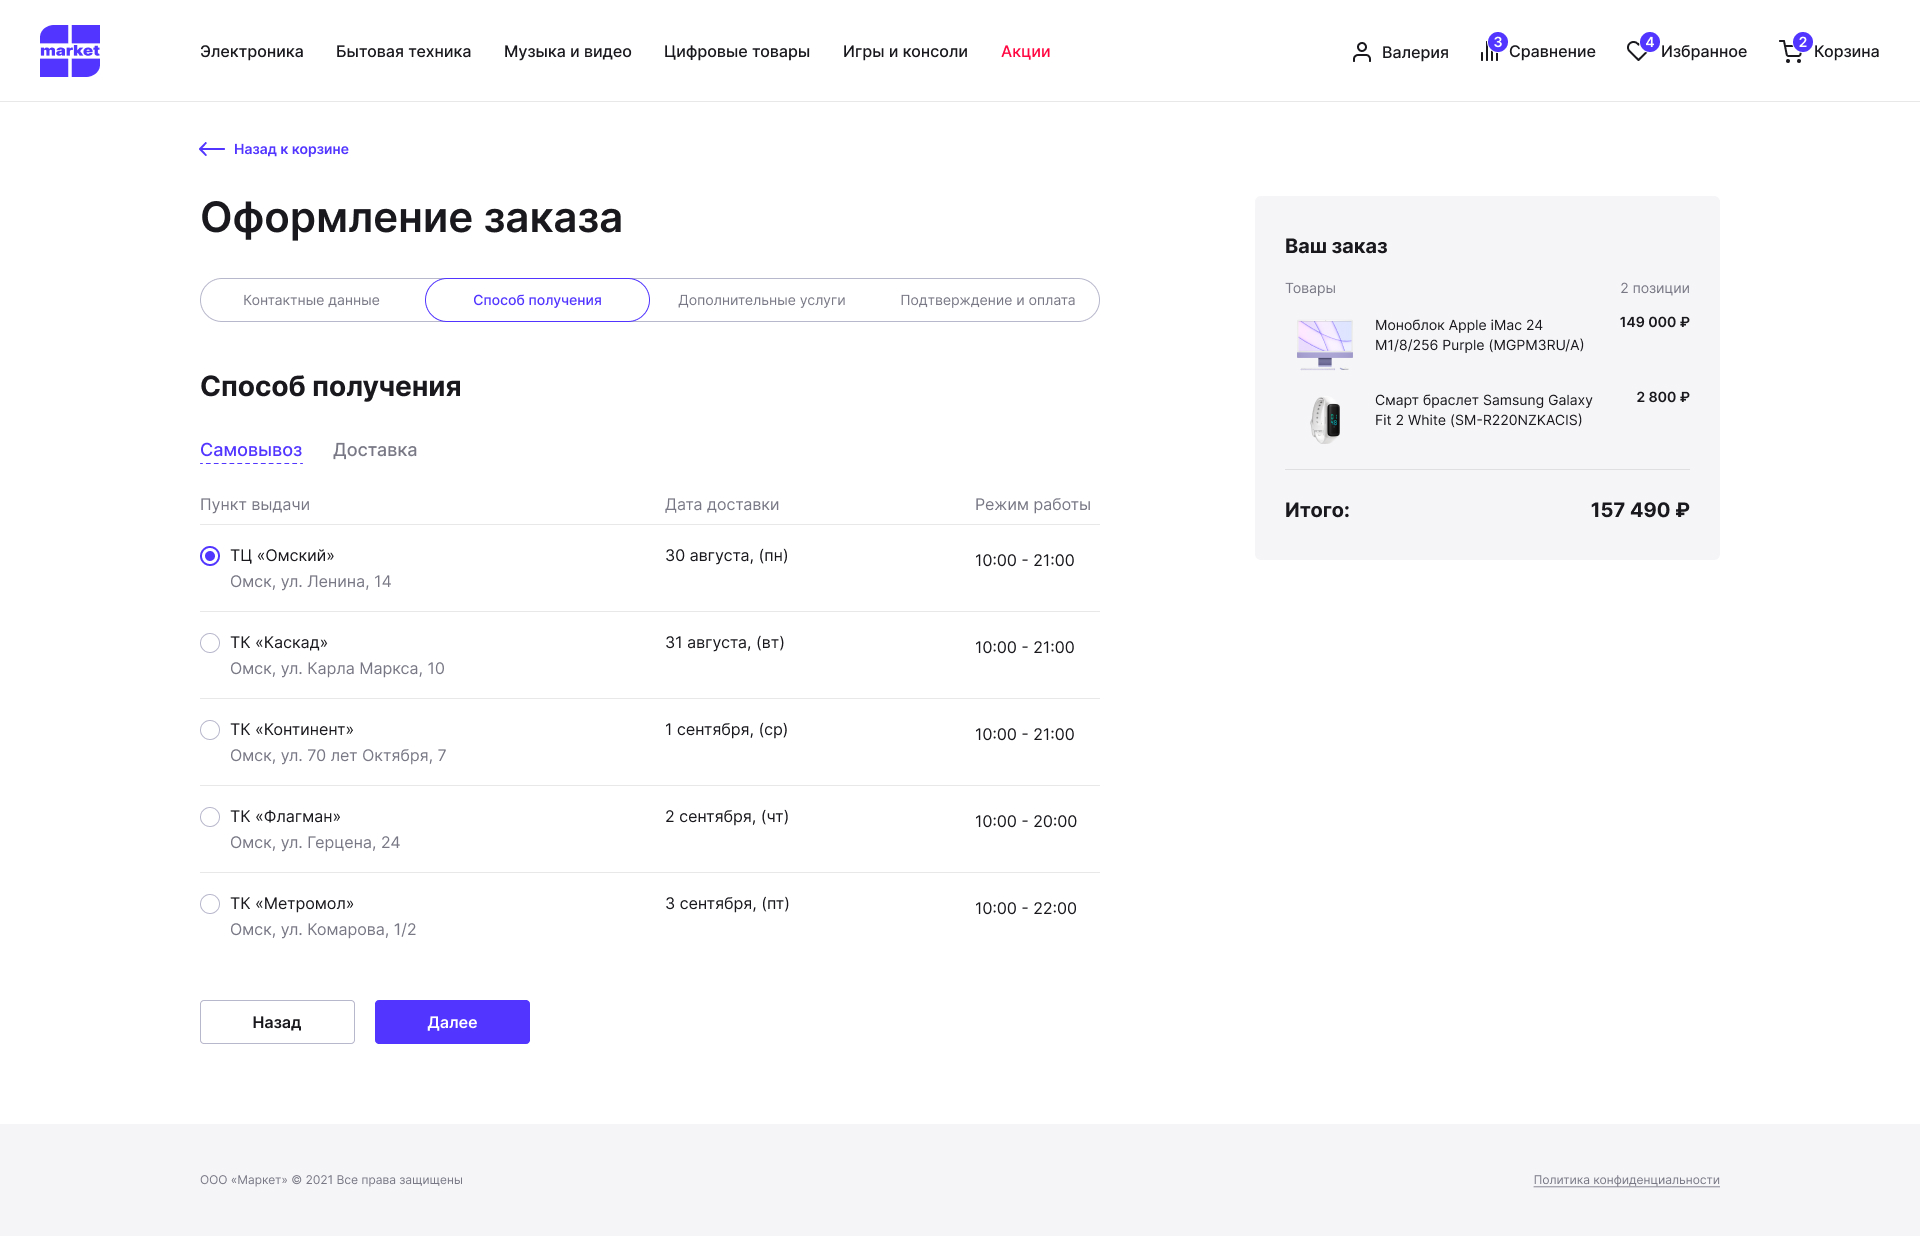 market
Электроника
Бытовая техника
Музыка и видео
Цифровые товары
Игры и консоли
Акции
Валерия
3
Сравнение
4
Избранное
2
Корзина
Назад к корзине
Оформление заказа
Контактные данные
Способ получения
Дополнительные услуги
Подтверждение и оплата
Способ получения
Самовывоз
Доставка
Пункт выдачи
Дата доставки
Режим работы
ТЦ «Омский»
Омск, ул. Ленина, 14
30 августа, (пн)
10:00 - 21:00
ТК «Каскад»
Омск, ул. Карла Маркса, 10
31 августа, (вт)
10:00 - 21:00
ТК «Континент»
Омск, ул. 70 лет Октября, 7
1 сентября, (ср)
10:00 - 21:00
ТК «Флагман»
Омск, ул. Герцена, 24
2 сентября, (чт)
10:00 - 20:00
ТК «Метромол»
Омск, ул. Комарова, 1/2
3 сентября, (пт)
10:00 - 22:00
Назад
Далее
Ваш заказ
Товары
2 позиции
Моноблок Apple iMac 24
M1/8/256 Purple (MGPM3RU/A)
149 000 ₽
Смарт браслет Samsung Galaxy
Fit 2 White (SM-R220NZKACIS)
2 800 ₽
Итого:
157 490 ₽
ООО «Маркет» © 2021 Все права защищены
Политика конфиденциальности